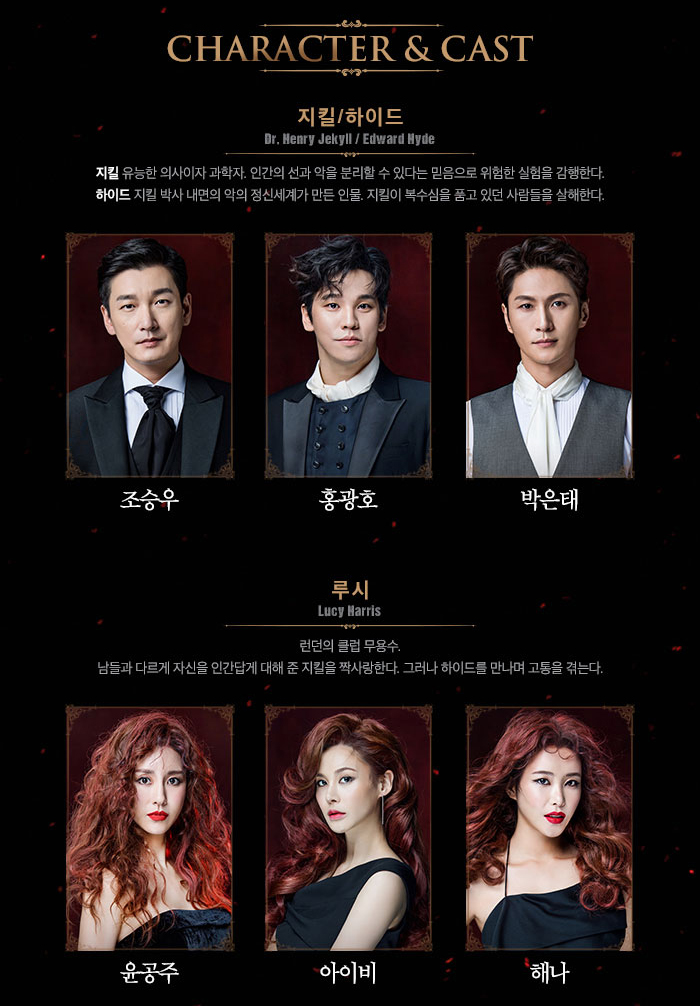 CHARACTER & CAST
지킬/하이드
Dr. Henry Jekyll / Edward Hyde
지킬 유능한 의사이자 과학자. 인간의 선과 악을 분리할 수 있다는 믿음으로 위험한 실험을 감행한다.
하이드 지킬 박사 내면의 악의 정신세계가 만든 인물. 지킬이 복수심을 품고 있던 사람들을 살해한다.
조승우 홍광호 박은태
루시
Lucy Harris
런던의 클럽 무용수.
남들과 다르게 자신을 인간답게 대해 준 지킬을 짝사랑한다. 그러나 하이드를 만나며 고통을 겪는다.
윤공주 아이비 해나